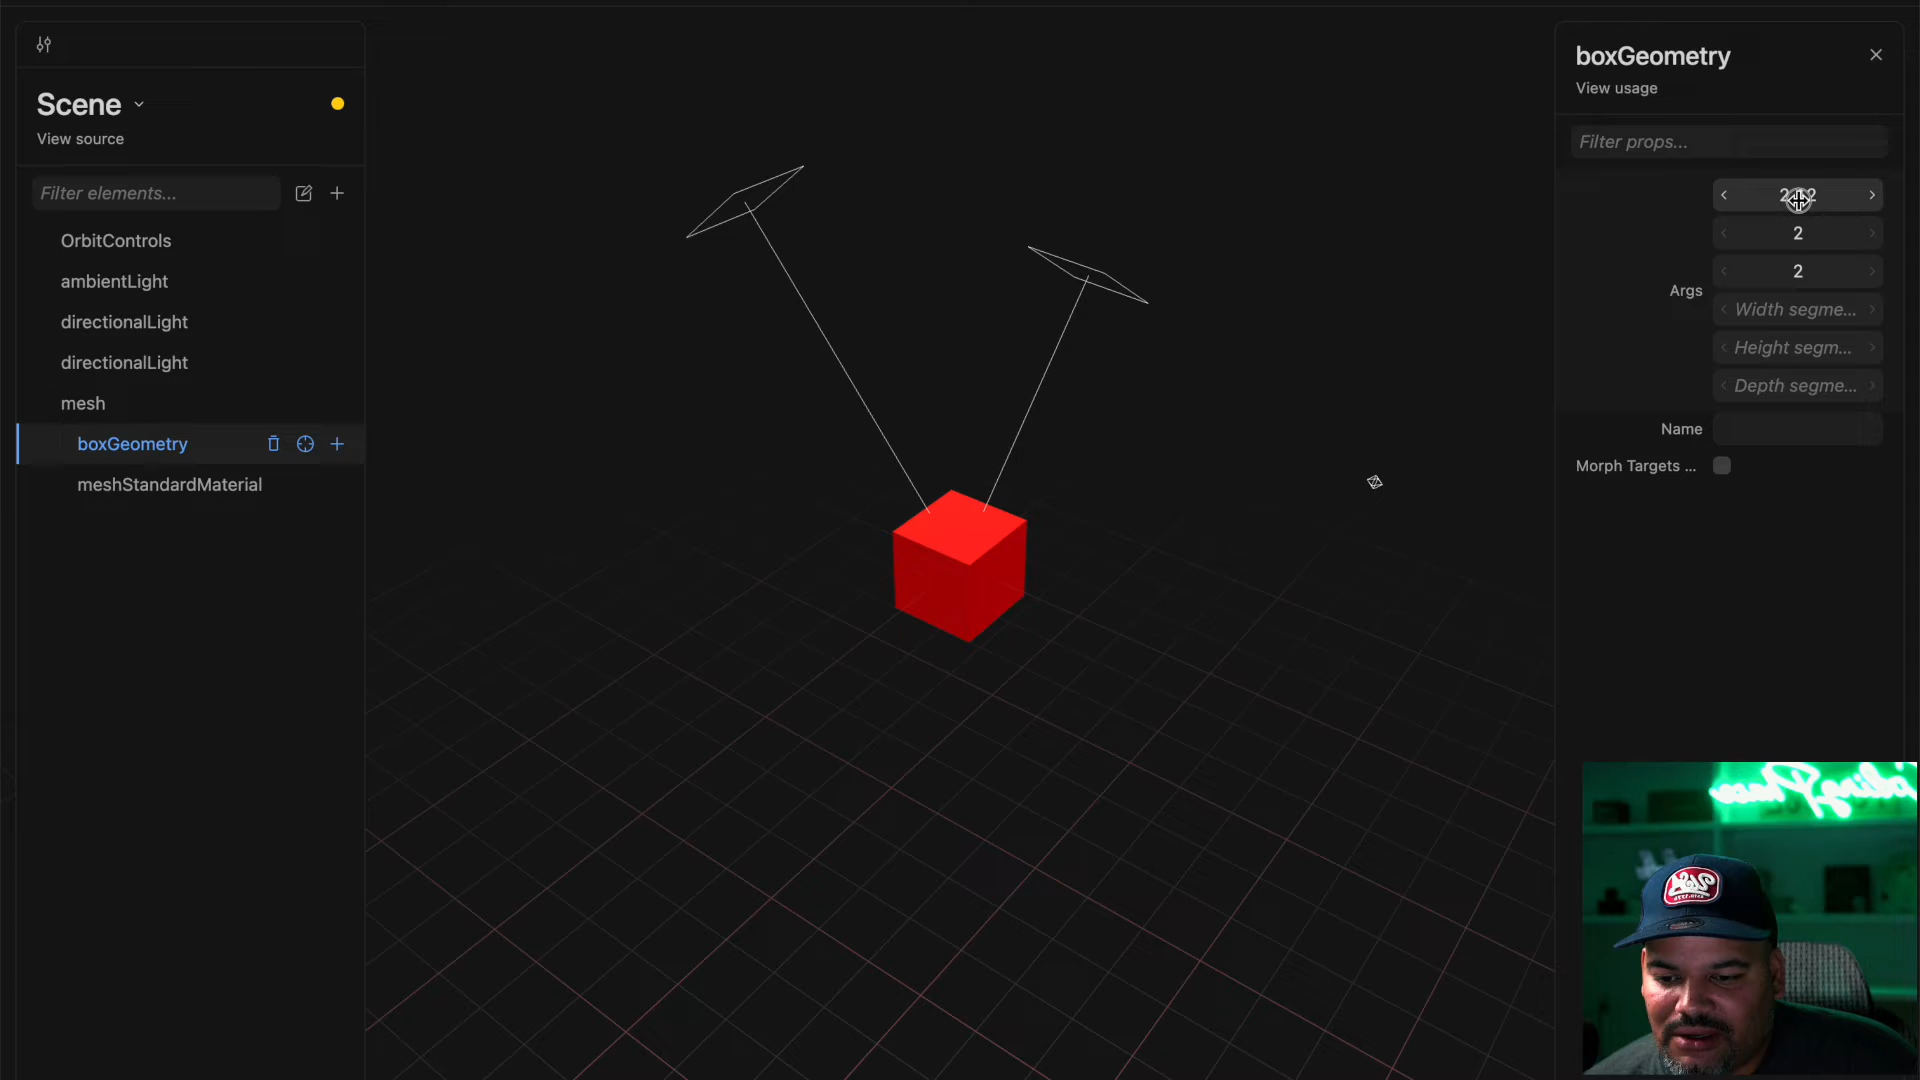 Scene
View source
Filter elements...
OrbitControls
ambientLight
directionalLight
directionalLight
mesh
boxGeometry
meshStandardMaterial
boxGeometry
View usage
Filter props...
2
2
Args
Width segme...
Height segm...
Depth segme...
Name
Morph Targets ...